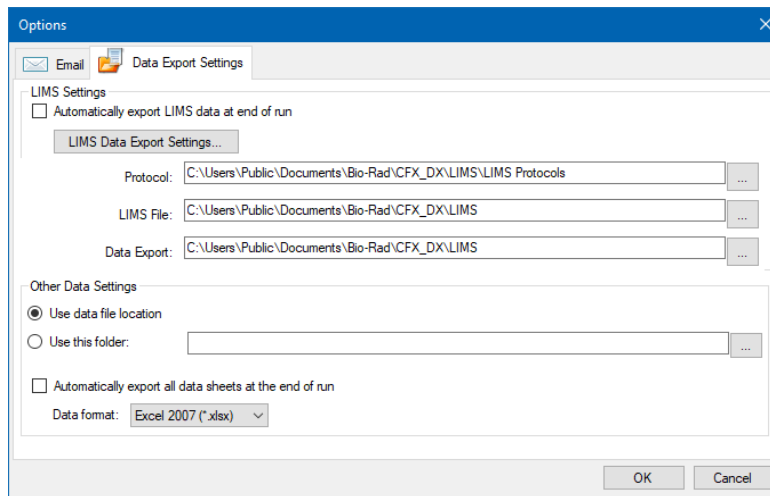 Options
Email
Data Export Settings
LIMS Settings
Automatically export LIMS data at end of run
LIMS Data Export Settings...
Protocol: C:\Users\Public\Documents\Bio-Rad\CFX_DX\LIMS\LIMS Protocols ...
LIMS File: C:\Users\Public\Documents\Bio-Rad\CFX_DX\LIMS ...
Data Export: C:\Users\Public\Documents\Bio-Rad\CFX_DX\LIMS ...
Other Data Settings
Use data file location
Use this folder: ...
Automatically export all data sheets at the end of run
Data format: Excel 2007 (*.xlsx)
OK Cancel